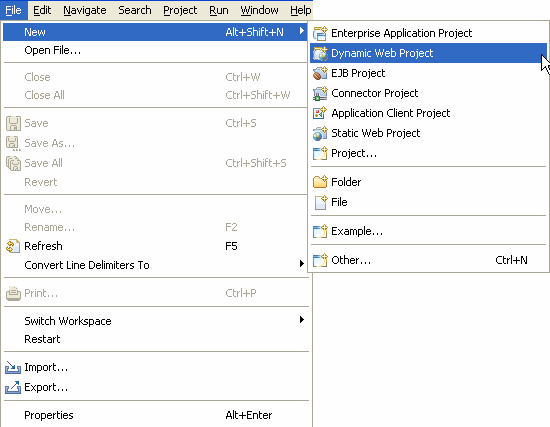 File Edit Navigate Search Project Run Window Help
New Alt+Shift+N
Open File...
Close Ctrl+W
Close All Ctrl+Shift+W
Save Ctrl+S
Save As...
Save All Ctrl+Shift+S
Revert
Move...
Rename... F2
Refresh F5
Convert Line Delimiters To
Print... Ctrl+P
Switch Workspace
Restart
Import...
Export...
Properties Alt+Enter
Enterprise Application Project
Dynamic Web Project
EJB Project
Connector Project
Application Client Project
Static Web Project
Project...
Folder
File
Example...
Other... Ctrl+N